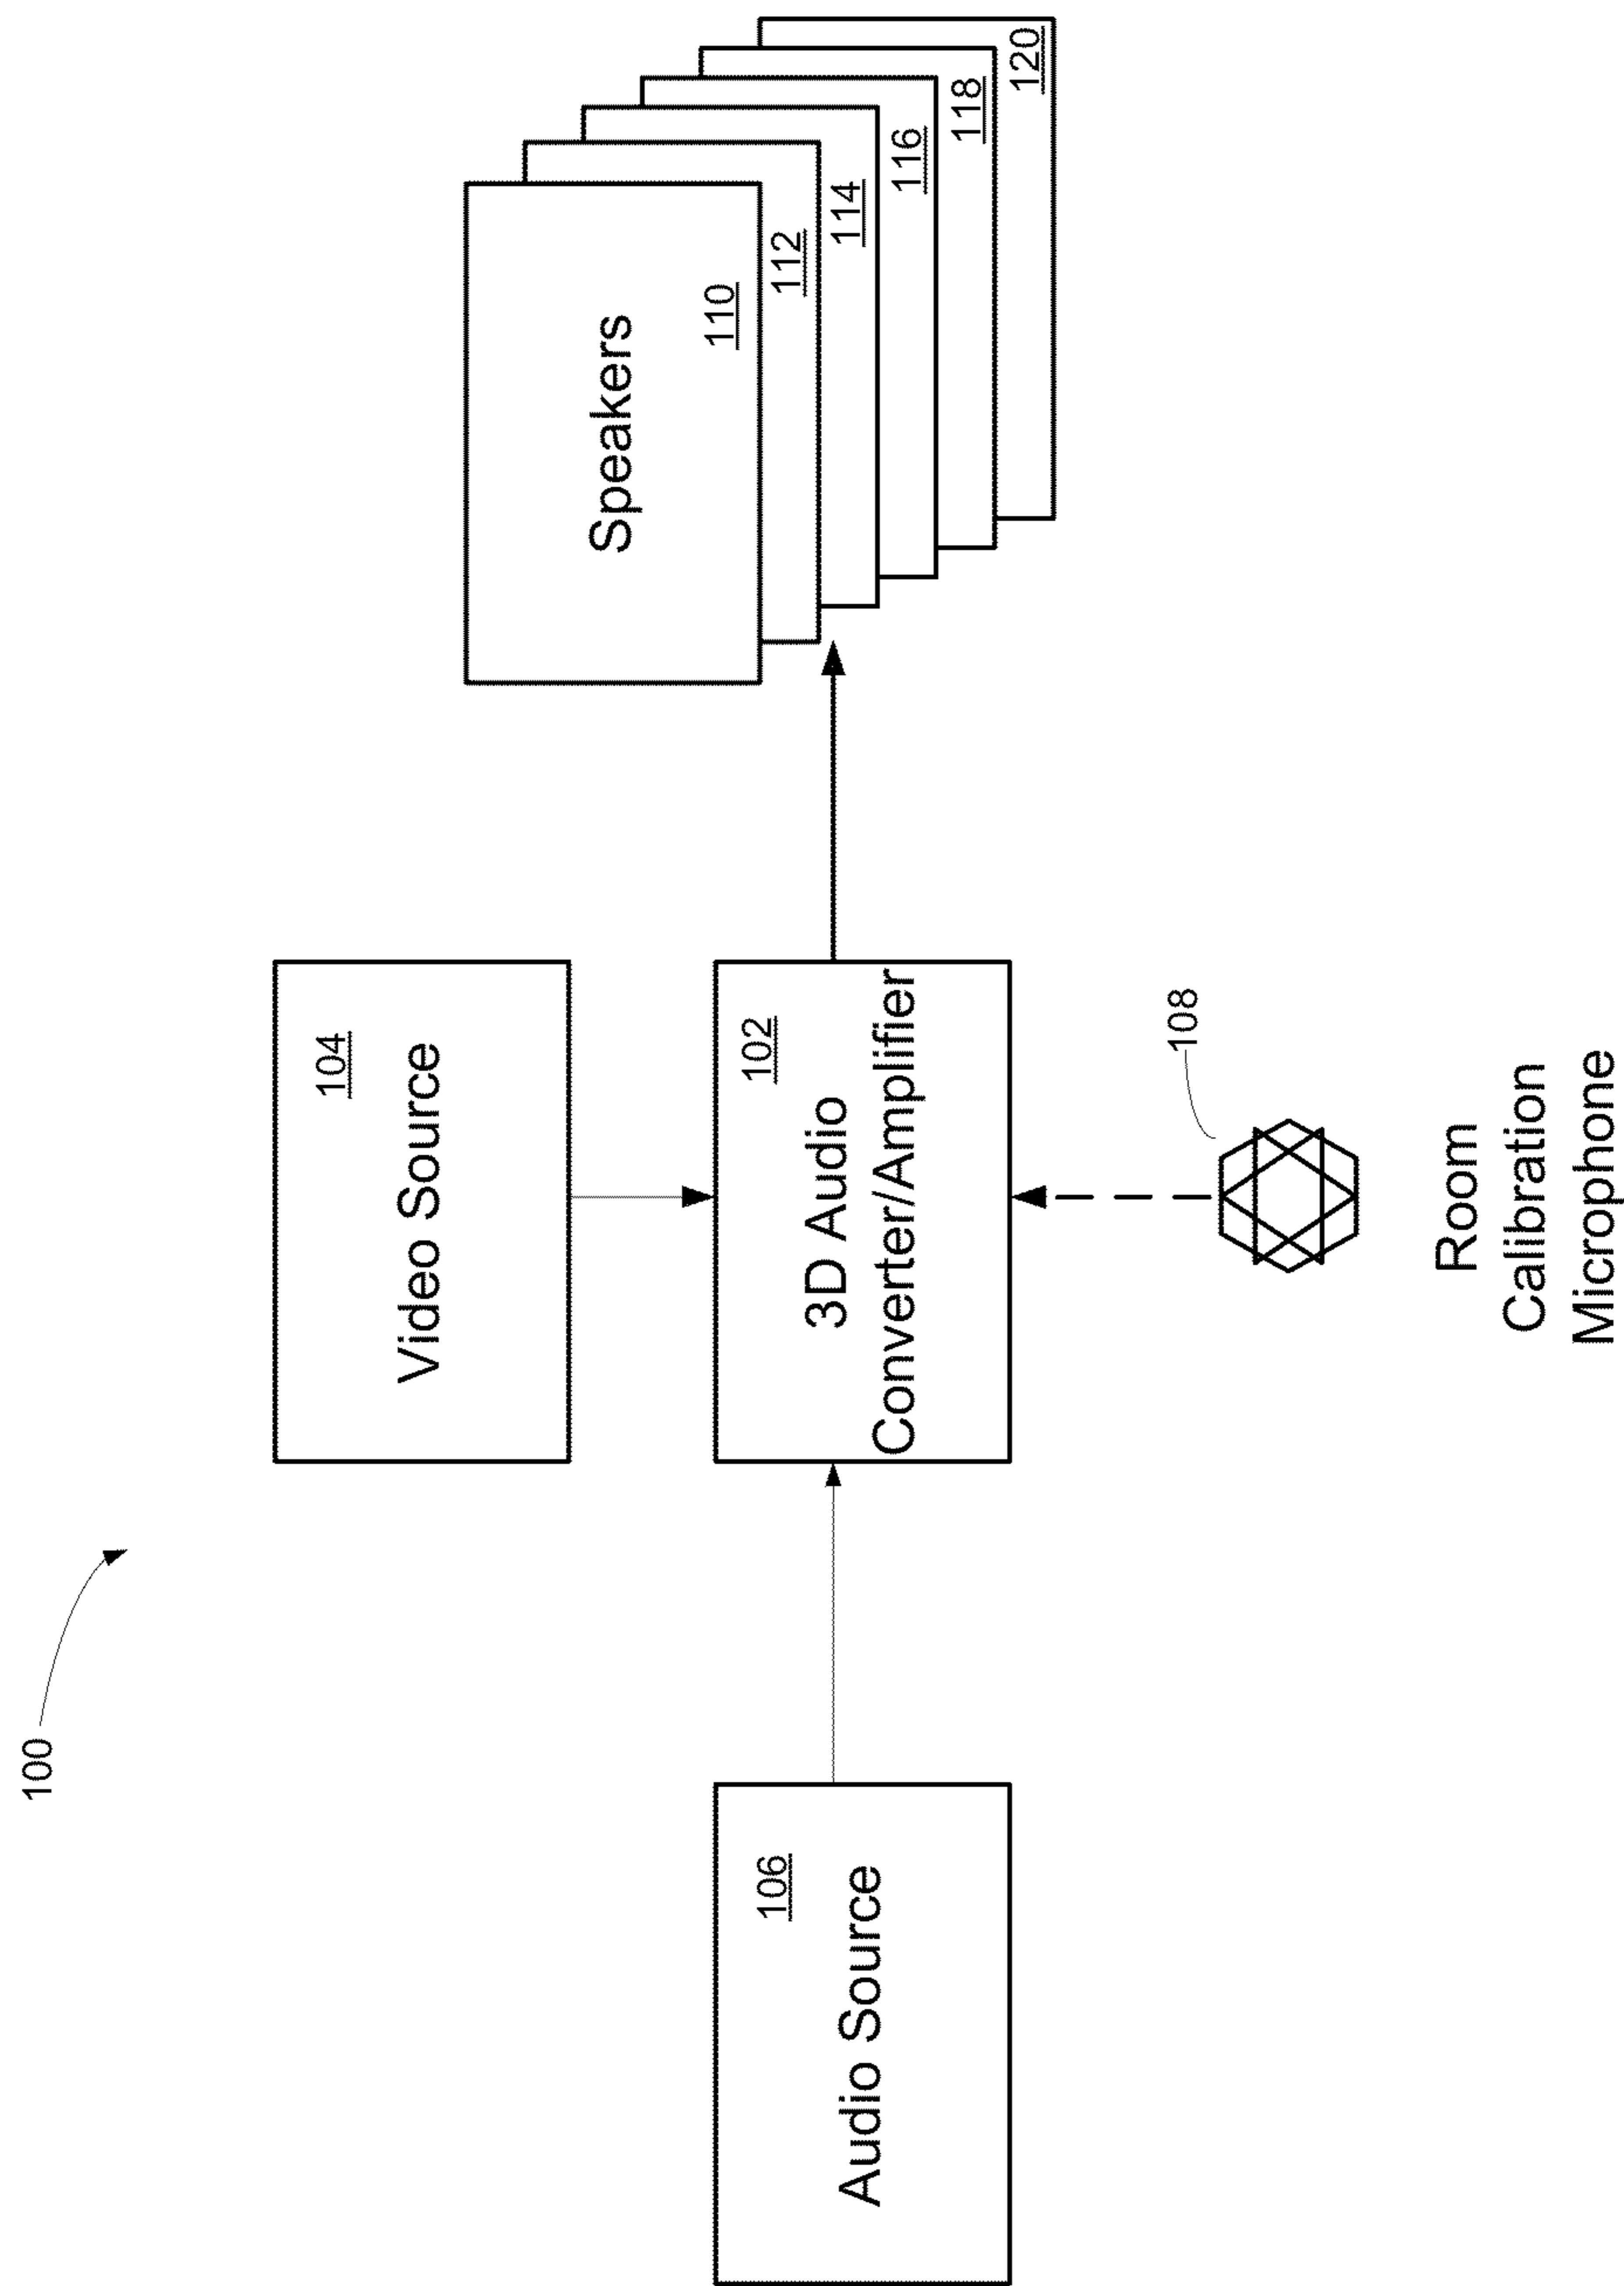 100
104
Video Source
106
Audio Source
102
3D Audio
Converter/Amplifier
Speakers
110
112
114
116
118
120
108
Room
Calibration
Microphone